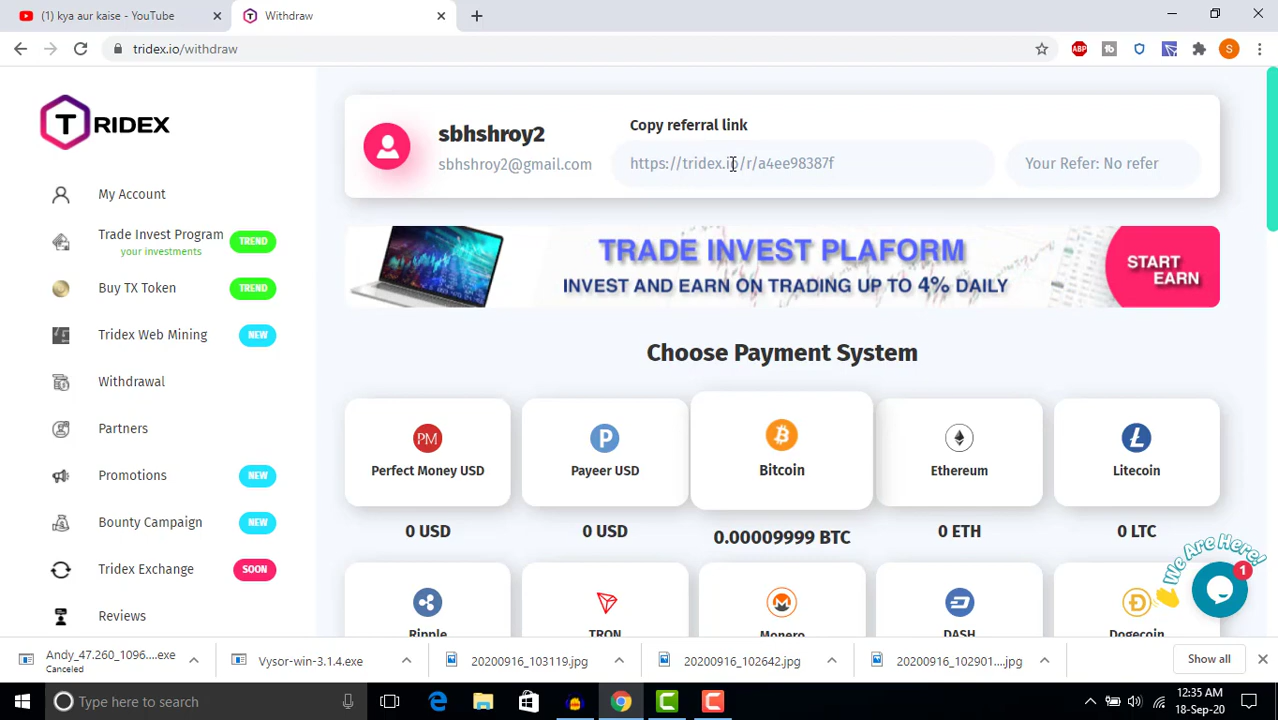 (1) kya aur kaise - YouTube
Withdraw
tridex.io/withdraw
ABP
S
TRIDEX
sbhshroy2
sbhshroy2@gmail.com
Copy referral link
https://tridex.io/r/a4ee98387f
Your Refer: No refer
My Account
Trade Invest Program
your investments
TREND
Buy TX Token
TREND
Tridex Web Mining
NEW
Withdrawal
Partners
Promotions
NEW
Bounty Campaign
NEW
Tridex Exchange
SOON
Reviews
TRADE INVEST PLAFORM
INVEST AND EARN ON TRADING UP TO 4% DAILY
START
EARN
Choose Payment System
PM
Perfect Money USD
0 USD
P
Payeer USD
0 USD
Bitcoin
0.00009999 BTC
Ethereum
0 ETH
Litecoin
0 LTC
Ripple
TRON
Monero
DASH
Dogecoin
We Are Here!
1
Andy_47.260_1096....exe
Canceled
Vysor-win-3.1.4.exe
20200916_103119.jpg
20200916_102642.jpg
20200916_102901....jpg
Show all
Type here to search
12:35 AM
18-Sep-20